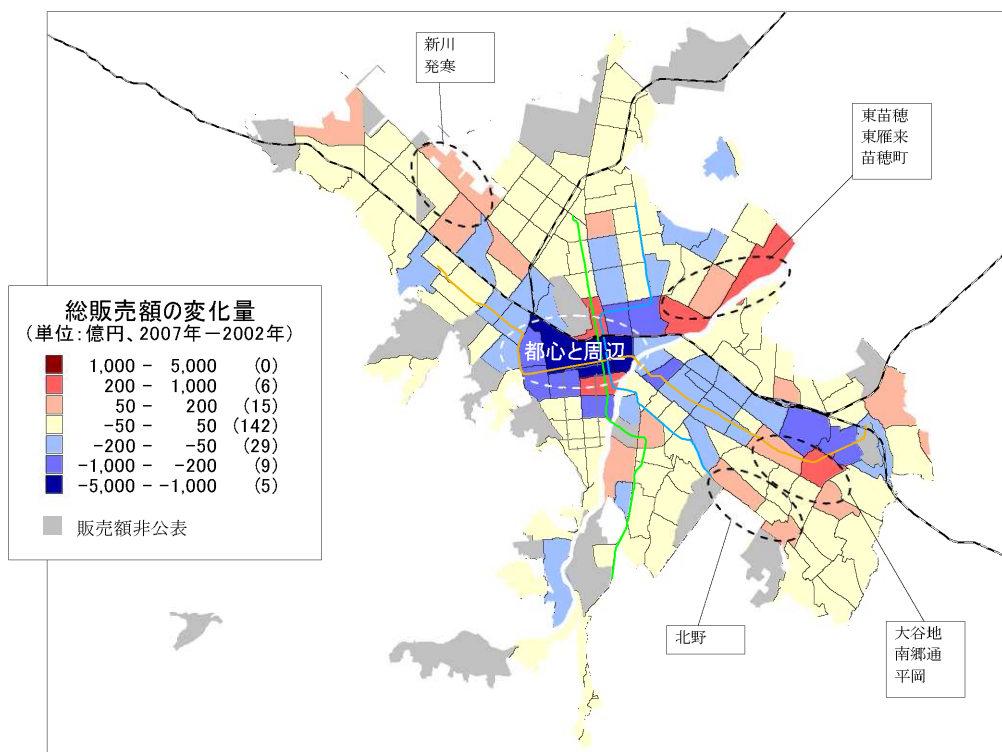 新川
発寒
東苗穂
東雁来
苗穂町
総販売額の変化量
(単位:億円、2007年－2002年)
1,000 － 5,000 (0)
200 － 1,000 (6)
50 － 200 (15)
-50 － 50 (142)
-200 － -50 (29)
-1,000 － -200 (9)
-5,000 － -1,000 (5)
販売額非公表
都心と周辺
北野
大谷地
南郷通
平岡